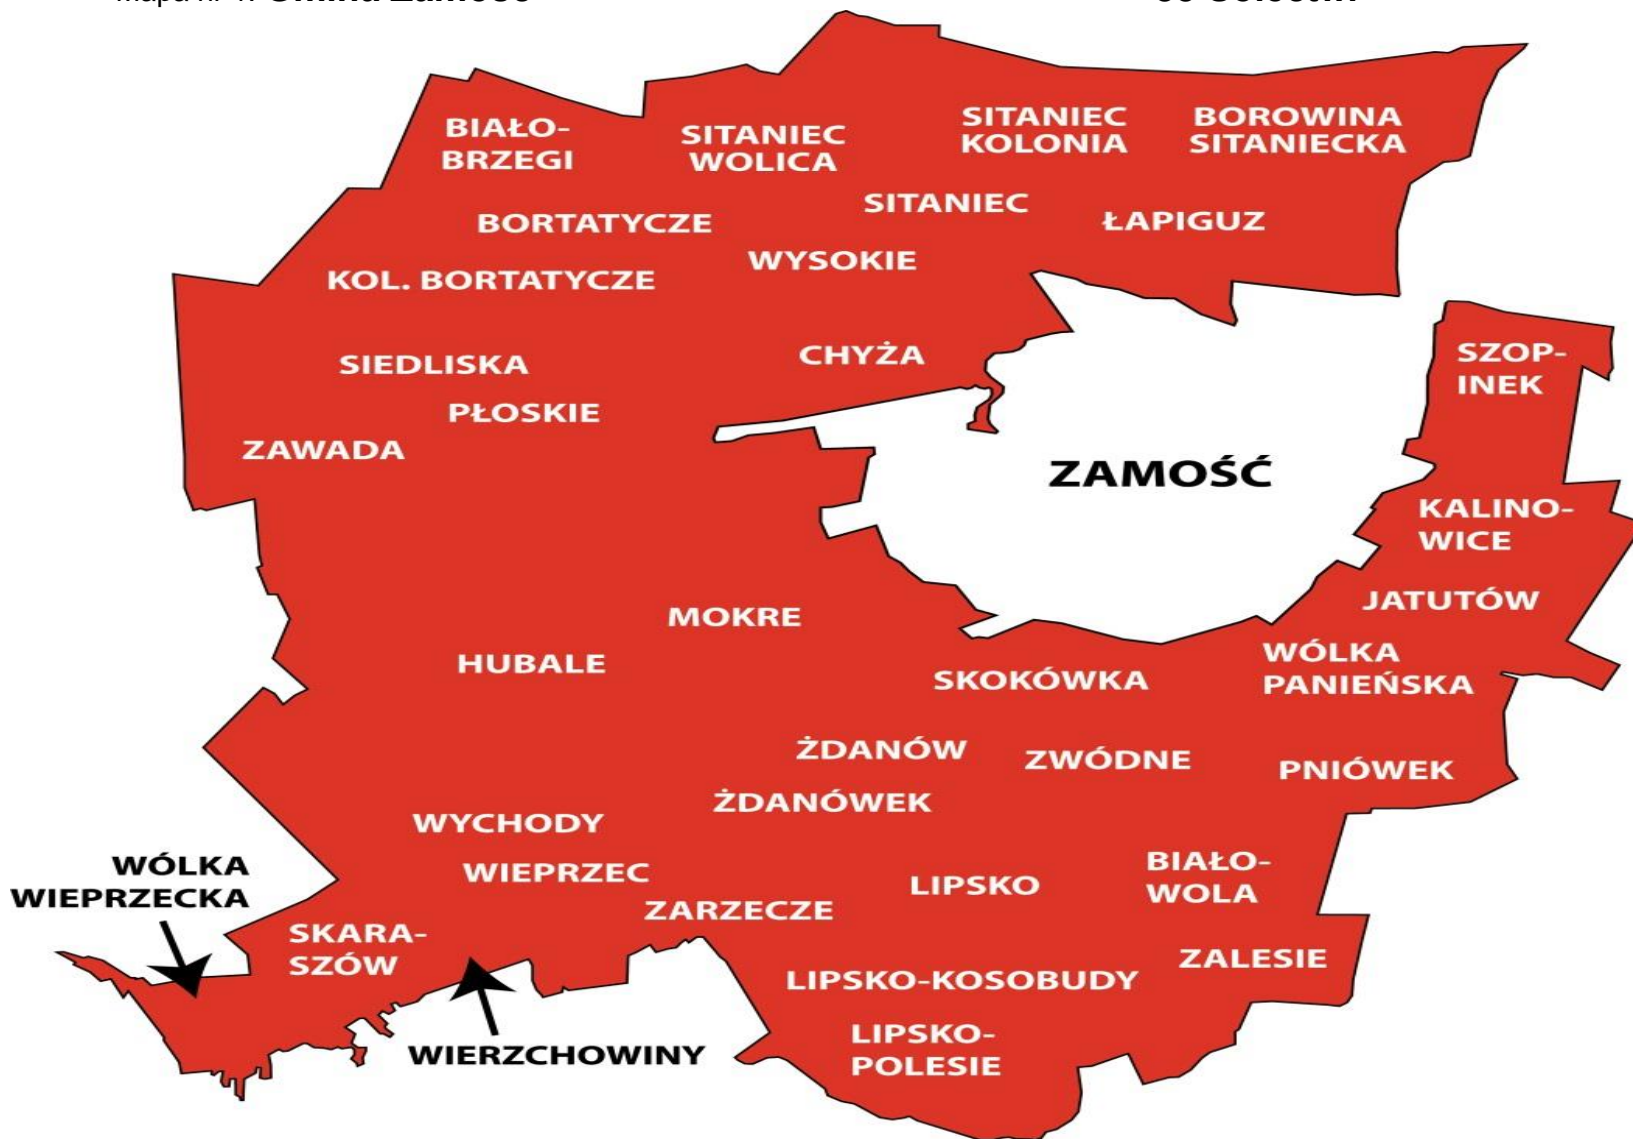 BIAŁO-
BRZEGI
SITANIEC
WOLICA
SITANIEC
KOLONIA
BOROWINA
SITANIECKA
SITANIEC
BORTATYCZE
ŁAPIGUZ
WYSOKIE
KOL. BORTATYCZE
CHYŻA
SIEDLISKA
SZOP-
INEK
PŁOSKIE
ZAWADA
ZAMOŚĆ
KALINO-
WICE
JATUTÓW
MOKRE
HUBALE
SKOKÓWKA
WÓLKA
PANIEŃSKA
ŻDANÓW
ZWÓDNE
PNIÓWEK
ŻDANÓWEK
WYCHODY
WÓLKA
WIEPRZECKA
WIEPRZEC
LIPSKO
BIAŁO-
WOLA
ZARZECZE
SKARA-
SZÓW
ZALESIE
LIPSKO-KOSOBUDY
LIPSKO-
POLESIE
WIERZCHOWINY